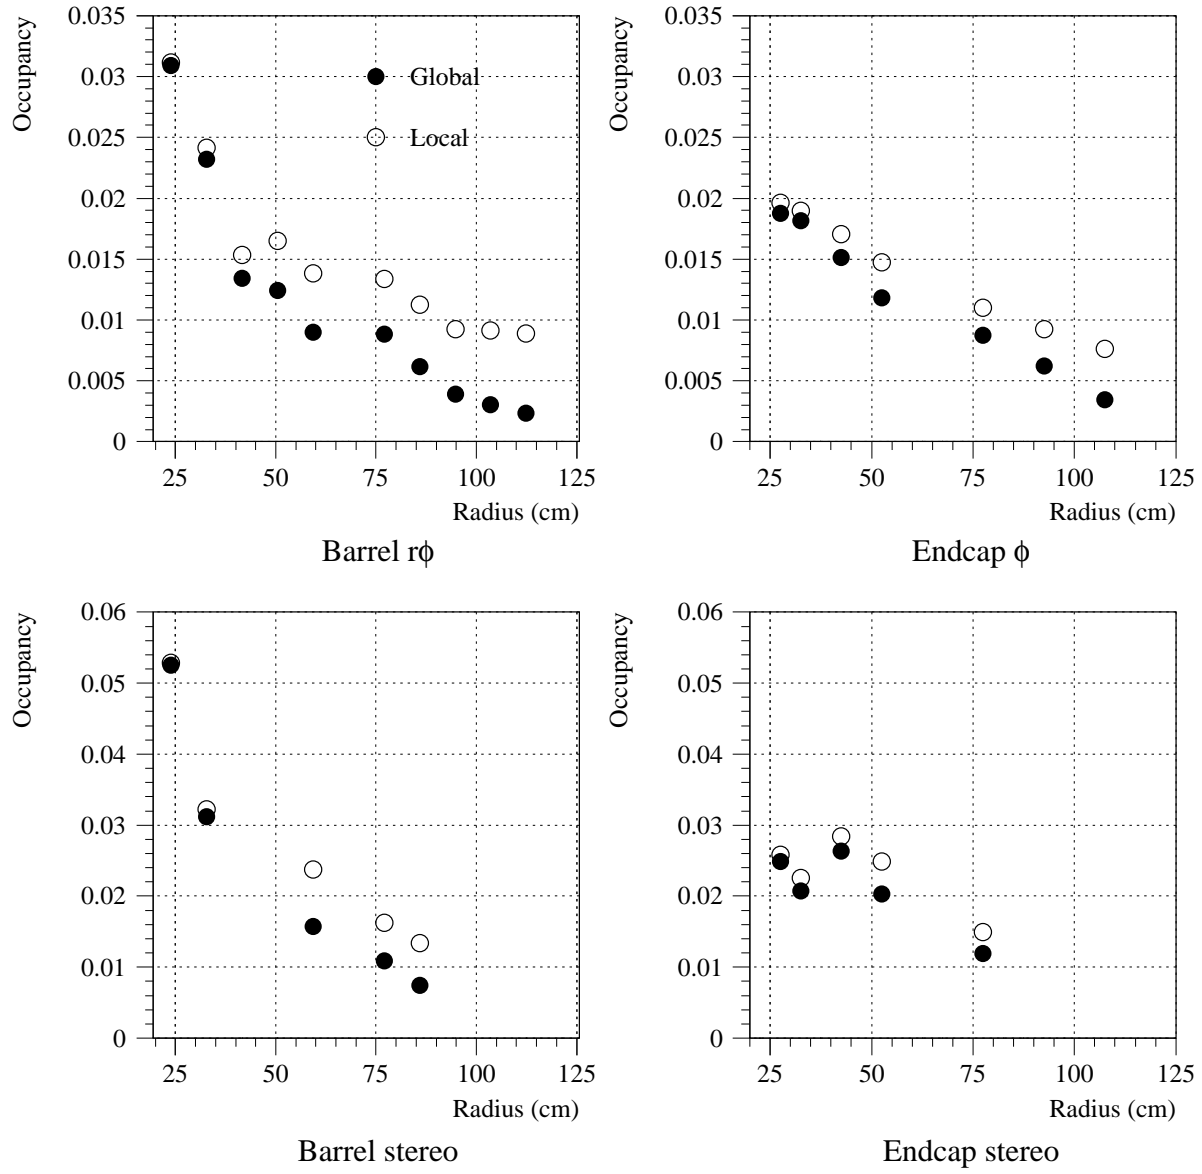 Occupancy
0.035
0.03
0.025
0.02
0.015
0.01
0.005
0
Global
Local
25 50 75 100 125
Radius (cm)
Barrel rϕ
Occupancy
0.035
0.03
0.025
0.02
0.015
0.01
0.005
0
25 50 75 100 125
Radius (cm)
Endcap ϕ
Occupancy
0.06
0.05
0.04
0.03
0.02
0.01
0
25 50 75 100 125
Radius (cm)
Barrel stereo
Occupancy
0.06
0.05
0.04
0.03
0.02
0.01
0
25 50 75 100 125
Radius (cm)
Endcap stereo